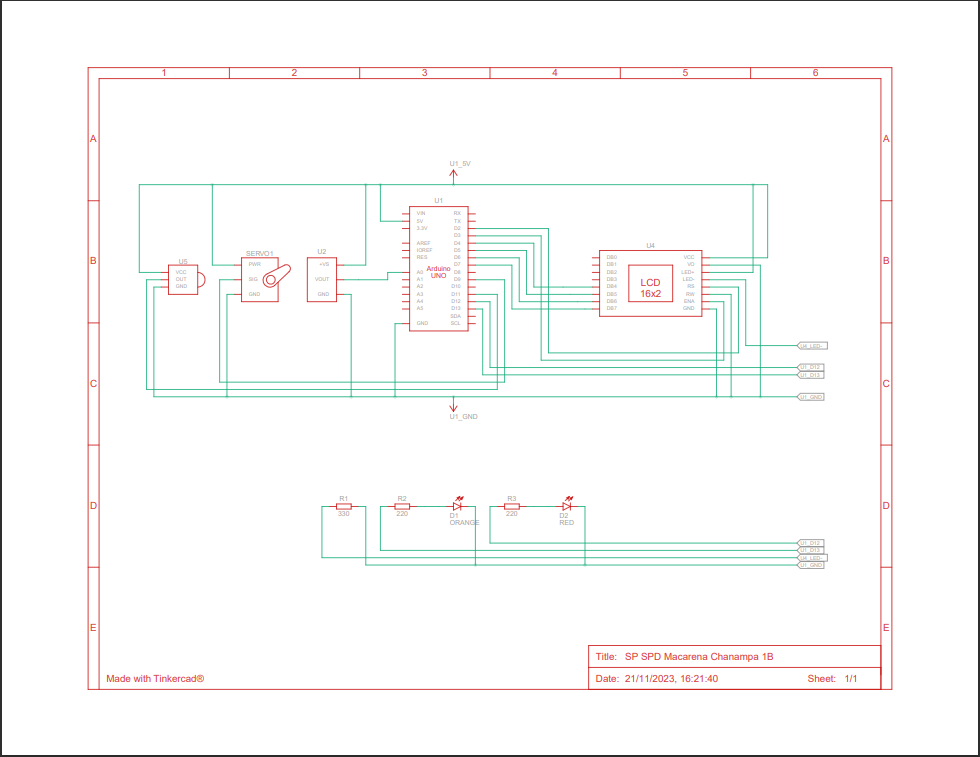 1 2 3 4 5 6
A A
U1_5V
U1
VIN RX
5V TX
3.3V D2
D3
AREF D4
IOREF D5
RES D6
D7
A0 D8
A1 D9
A2 D10
A3 D11
A4 D12
A5 D13
SDA
GND SCL
Arduino
UNO
B B
U5
VCC
OUT
GND
SERVO1
PWR
SIG
GND
U2
+VS
VOUT
GND
U4
DB0 VCC
DB1 VO
DB2 LED+
DB3 LED-
DB4 RS
DB5 RW
DB6 ENA
DB7 GND
LCD
16x2
U4_LED-
U1_D12
U1_D13
U1_GND
C C
U1_GND
D D
R1
330
R2
220
D1
ORANGE
R3
220
D2
RED
U1_D12
U1_D13
U4_LED-
U1_GND
E E
Title: SP SPD Macarena Chanampa 1B
Made with Tinkercad®
Date: 21/11/2023, 16:21:40 Sheet: 1/1